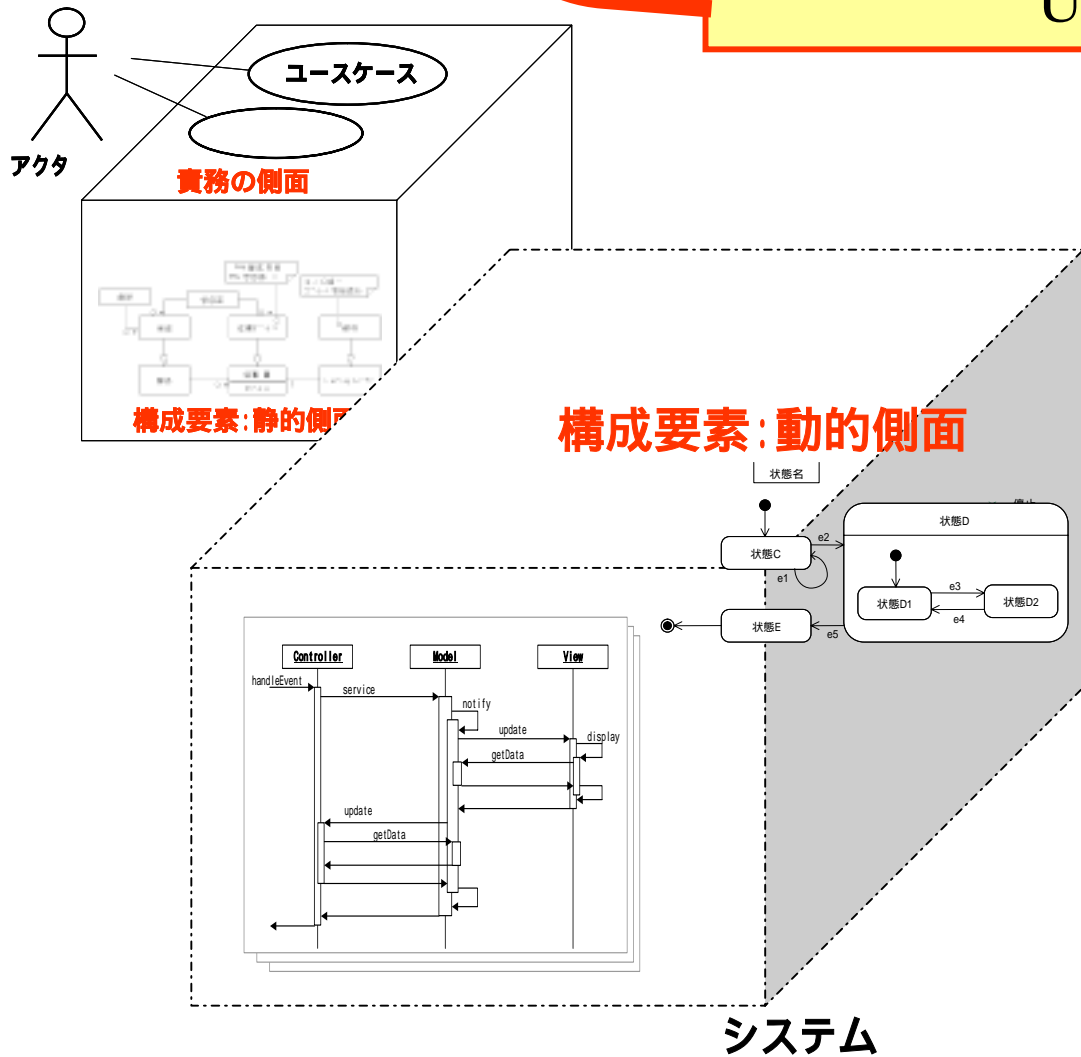 U
ユースケース
アクタ
責務の側面
構成要素:静的側面
構成要素:動的側面
状態名
停止
状態D
状態C
e2
e1
e3
状態D1
状態D2
e4
状態E
e5
Controller
Model
View
handleEvent
service
notify
update
display
getData
update
getData
システム